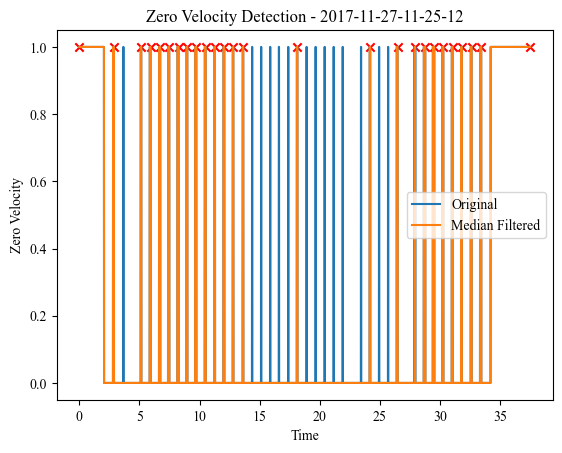 Zero Velocity Detection - 2017-11-27-11-25-12
1.0
0.8
0.6
0.4
0.2
0.0
Zero Velocity
Original
Median Filtered
0 5 10 15 20 25 30 35
Time